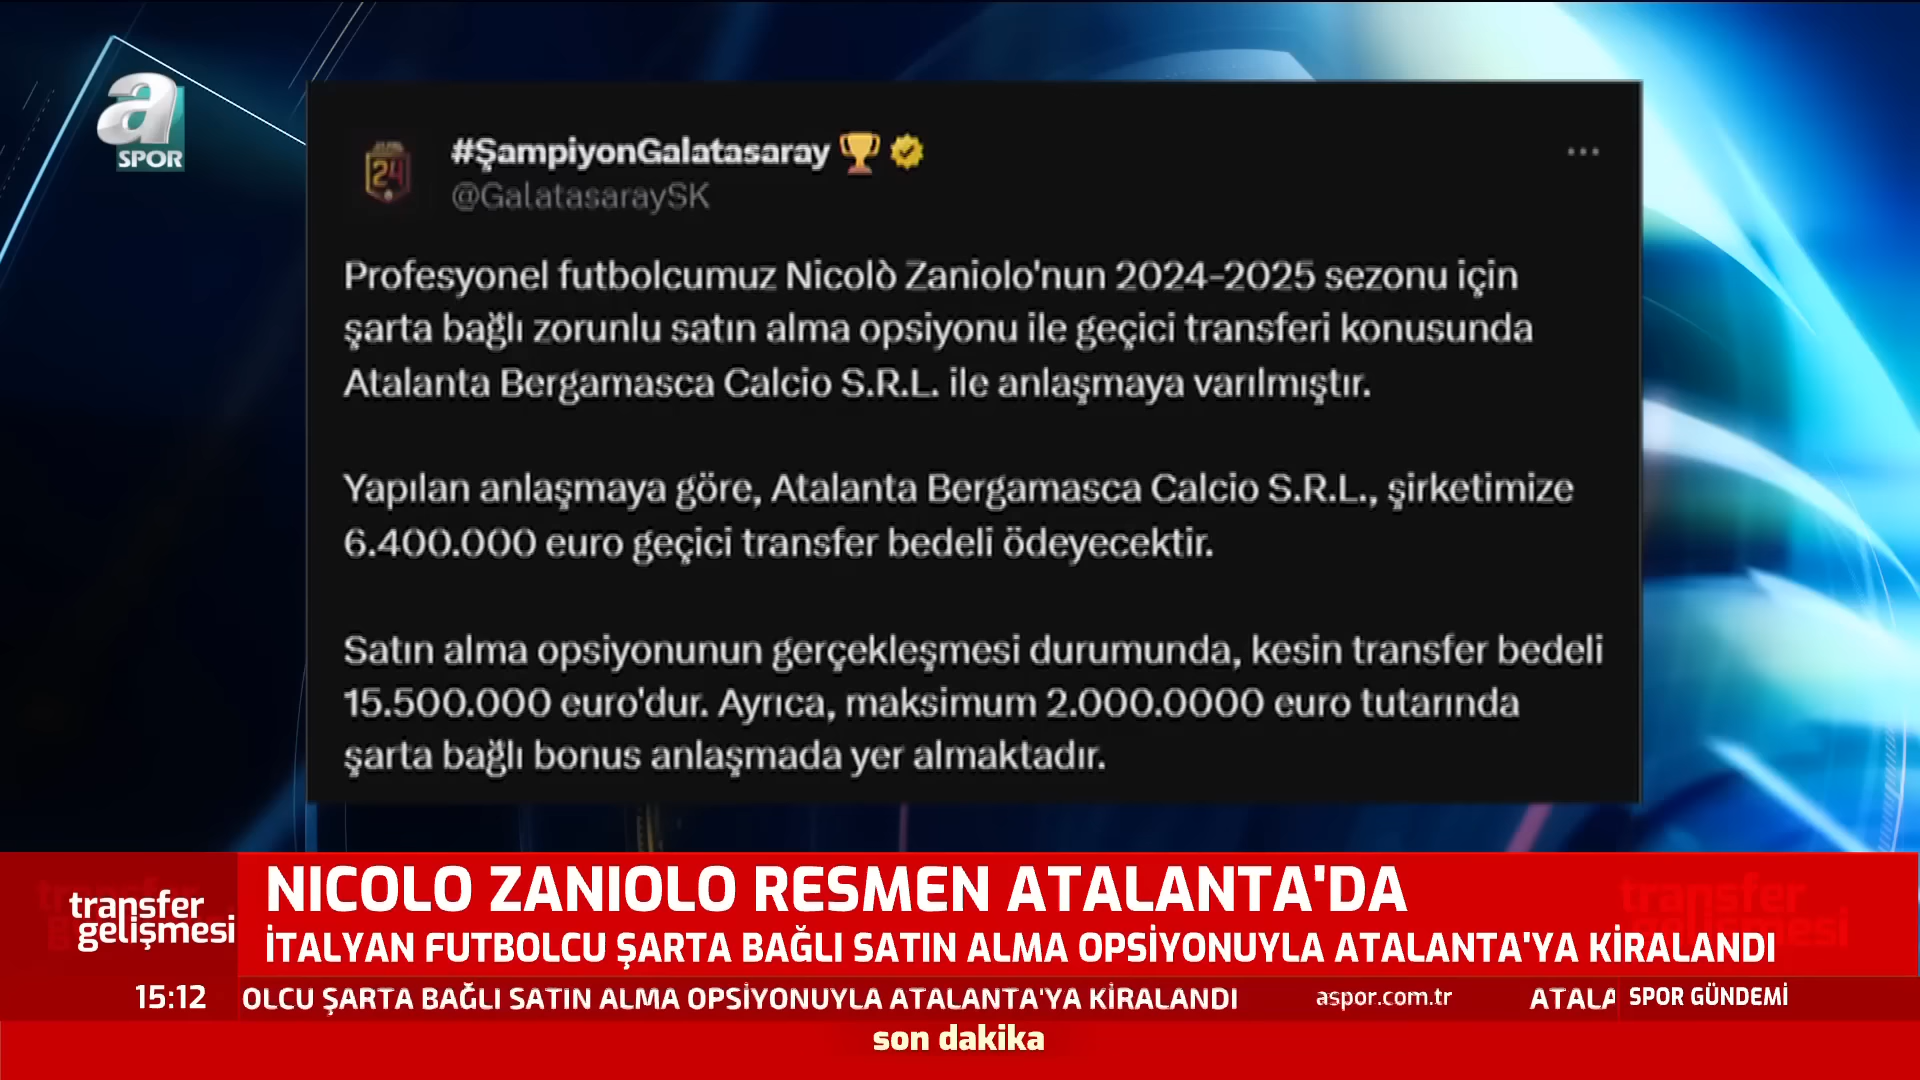 a
SPOR
24
#ŞampiyonGalatasaray
@GalatasaraySK
Profesyonel futbolcumuz Nicolò Zaniolo'nun 2024-2025 sezonu için
şarta bağlı zorunlu satın alma opsiyonu ile geçici transferi konusunda
Atalanta Bergamasca Calcio S.R.L. ile anlaşmaya varılmıştır.
Yapılan anlaşmaya göre, Atalanta Bergamasca Calcio S.R.L., şirketimize
6.400.000 euro geçici transfer bedeli ödeyecektir.
Satın alma opsiyonunun gerçekleşmesi durumunda, kesin transfer bedeli
15.500.000 euro'dur. Ayrıca, maksimum 2.000.0000 euro tutarında
şarta bağlı bonus anlaşmada yer almaktadır.
transfer
gelişmesi
NICOLO ZANIOLO RESMEN ATALANTA'DA
İTALYAN FUTBOLCU ŞARTA BAĞLI SATIN ALMA OPSİYONUYLA ATALANTA'YA KİRALANDI
transfer
gelişmesi
15:12
OLCU ŞARTA BAĞLI SATIN ALMA OPSİYONUYLA ATALANTA'YA KİRALANDI
aspor.com.tr
ATALA
SPOR GÜNDEMİ
son dakika